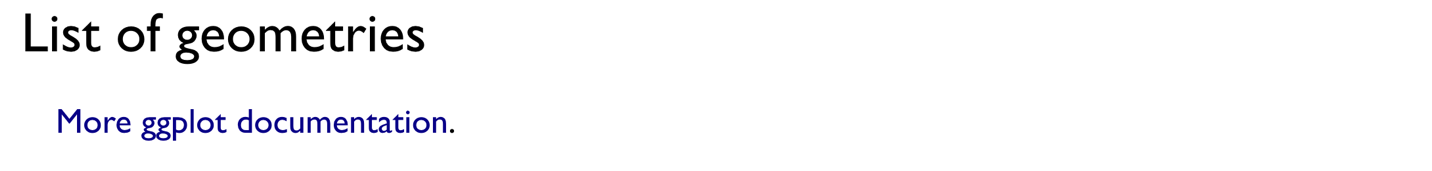 List of geometries
More ggplot documentation.